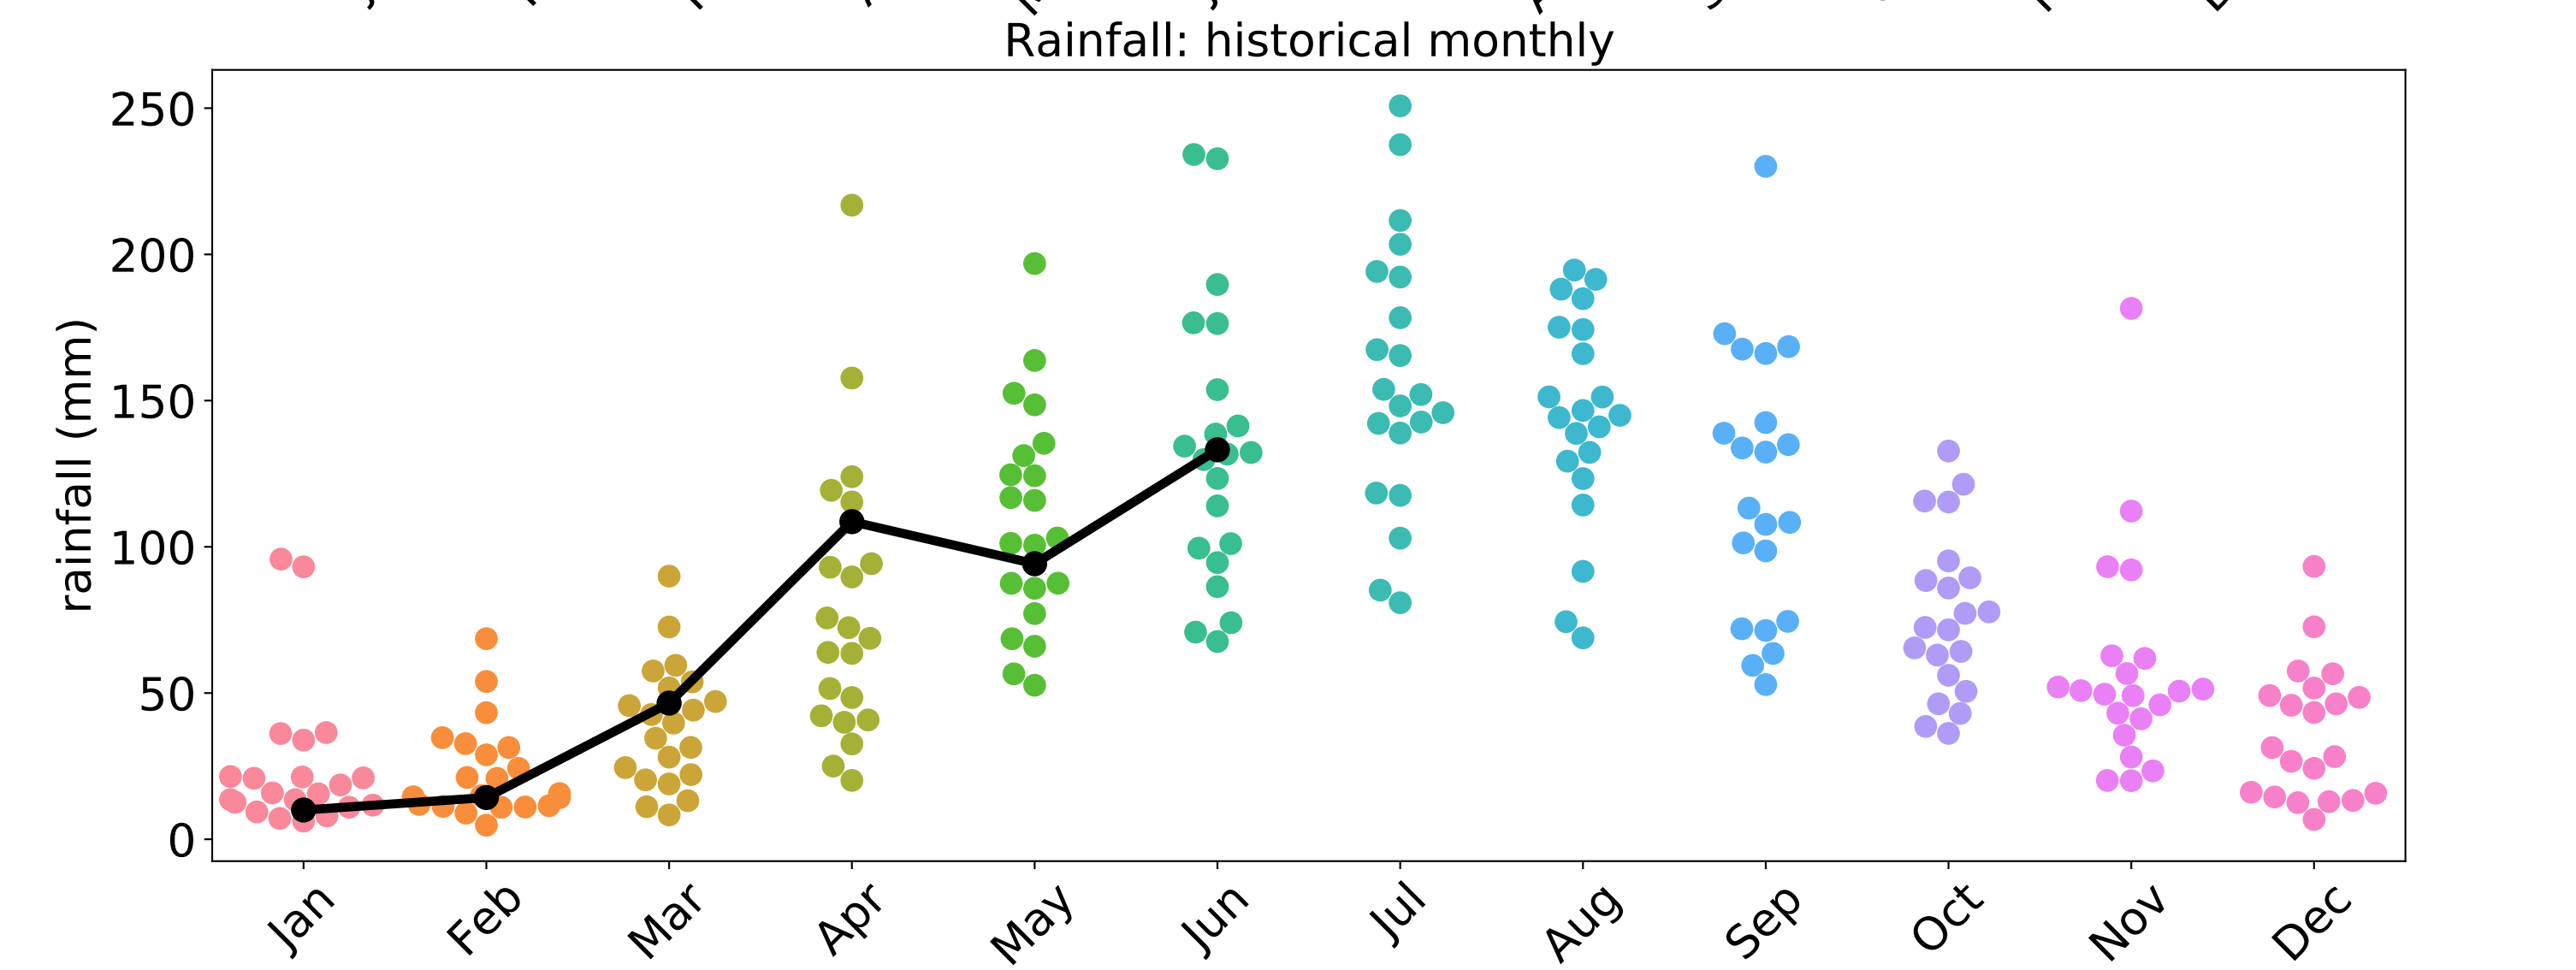 Rainfall: historical monthly
250
200
150
100
50
0
rainfall (mm)
Jan
Feb
Mar
Apr
May
Jun
Jul
Aug
Sep
Oct
Nov
Dec